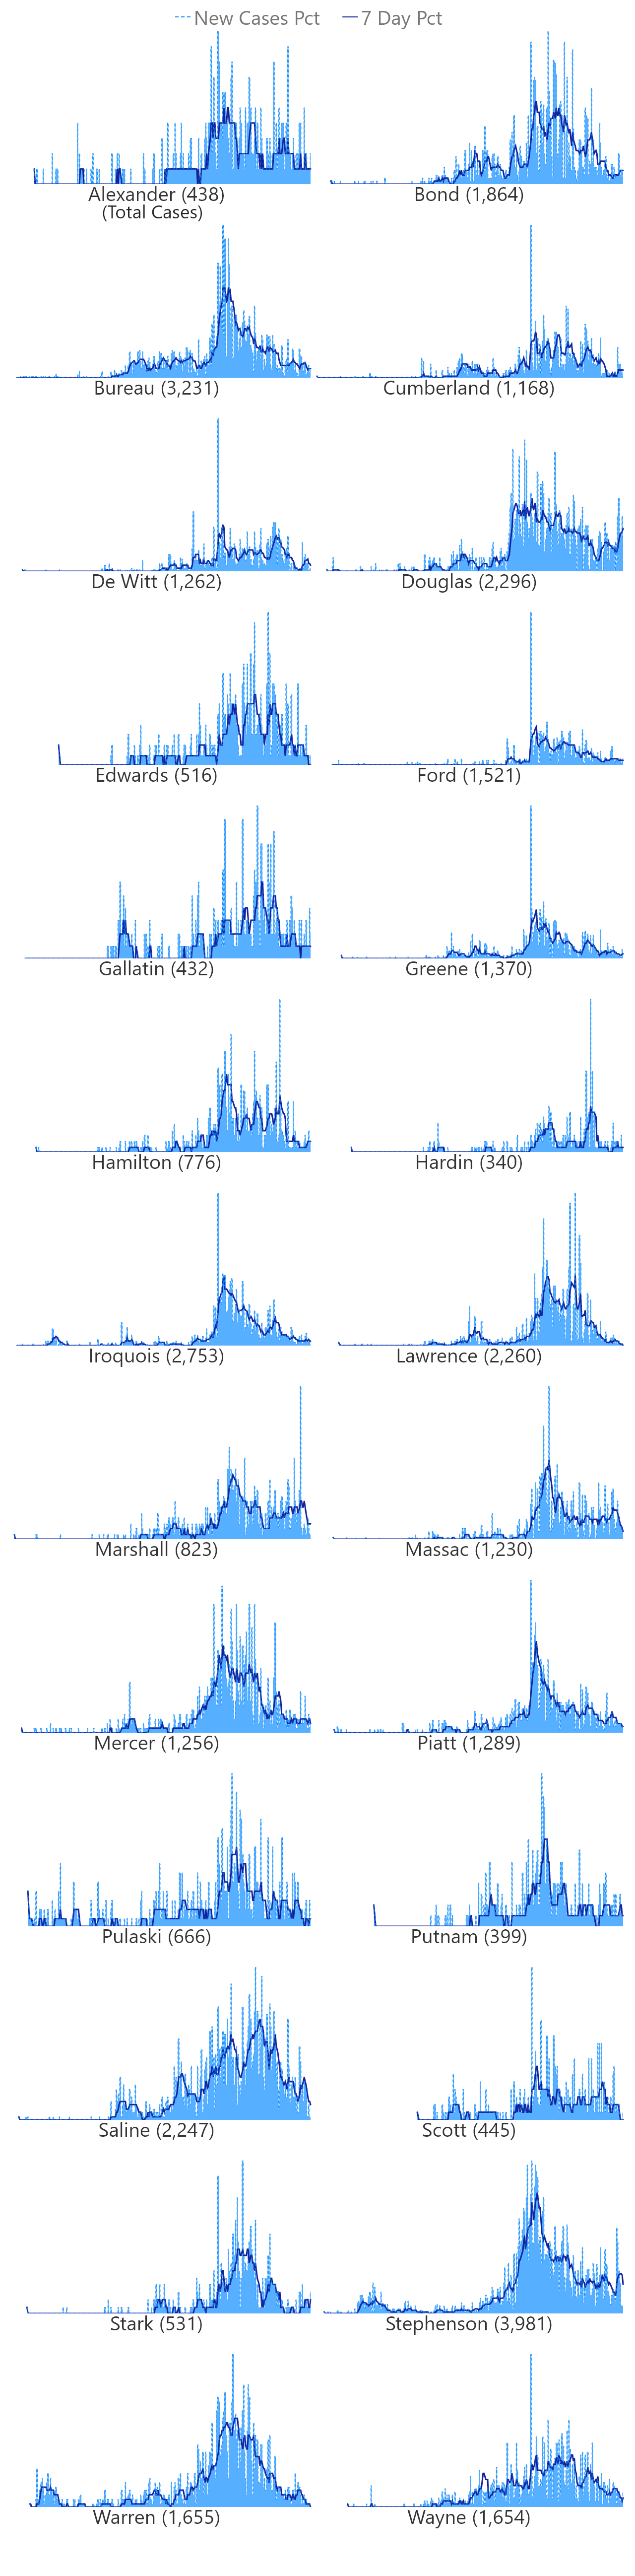 New Cases Pct 7 Day Pct
Alexander (438) Bond (1,864)
(Total Cases)
Bureau (3,231) Cumberland (1,168)
De Witt (1,262) Douglas (2,296)
Edwards (516) Ford (1,521)
Gallatin (432) Greene (1,370)
Hamilton (776) Hardin (340)
Iroquois (2,753) Lawrence (2,260)
Marshall (823) Massac (1,230)
Mercer (1,256) Piatt (1,289)
Pulaski (666) Putnam (399)
Saline (2,247) Scott (445)
Stark (531) Stephenson (3,981)
Warren (1,655) Wayne (1,654)